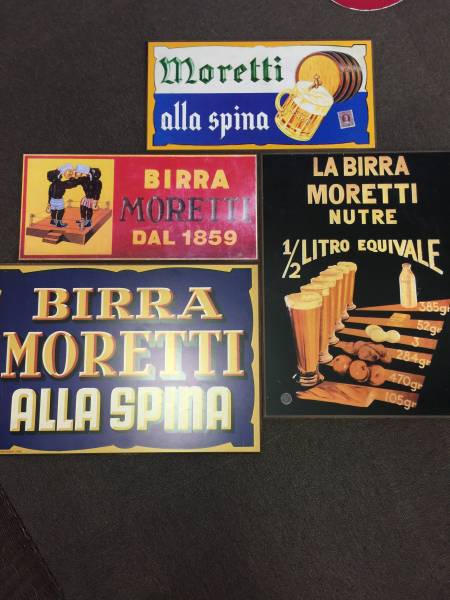 Moretti
alla spina
BIRRA
MORETTI
DAL 1859
LA BIRRA
MORETTI
NUTRE
1/2 LITRO EQUIVALE
385gr
52gr
3
284gr
470gr
105gr
BIRRA
MORETTI
ALLA SPINA